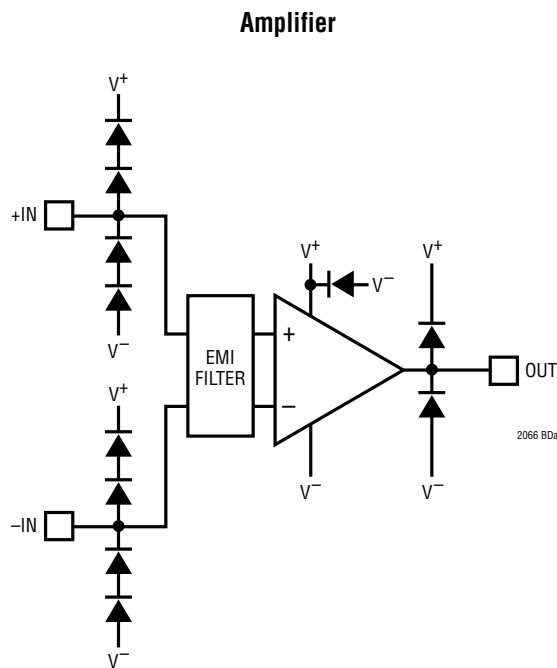 Amplifier
V+
+IN
V−
V+
V−
V+
EMI
FILTER
+
−
OUT
2066 BDa
V+
V−
V−
−IN
V−